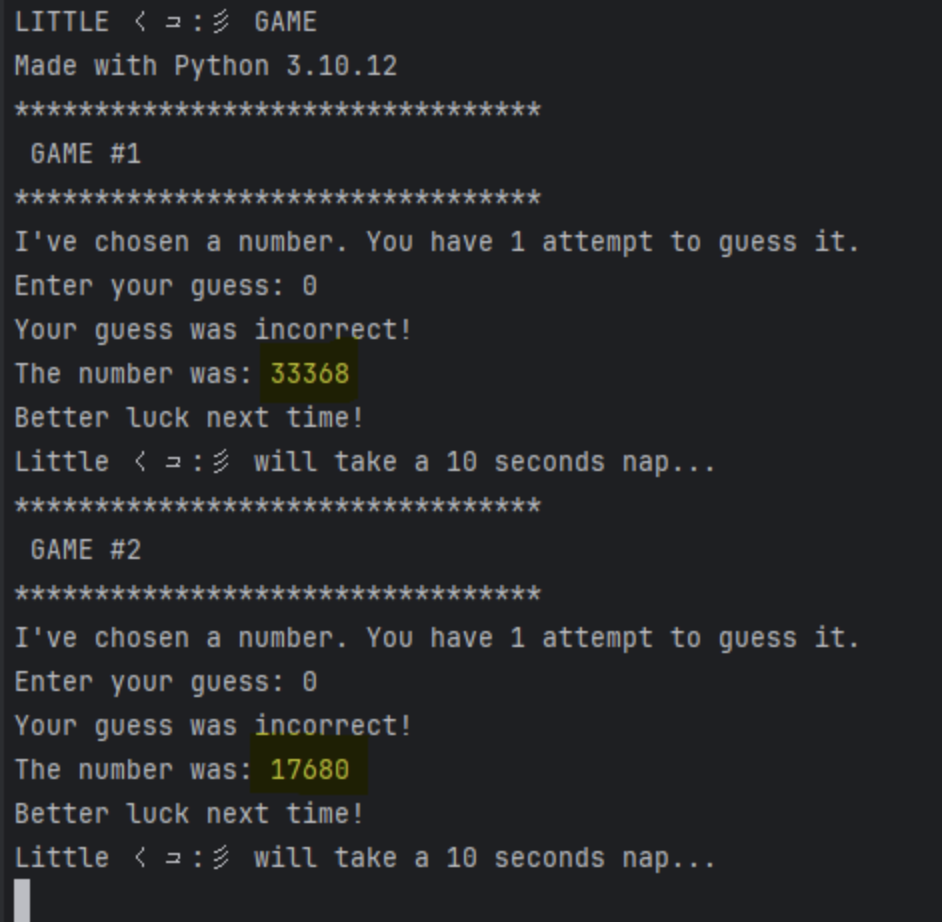 LITTLE く コ:彡 GAME
Made with Python 3.10.12
*********************************
GAME #1
*********************************
I've chosen a number. You have 1 attempt to guess it.
Enter your guess: 0
Your guess was incorrect!
The number was: 33368
Better luck next time!
Little く コ:彡 will take a 10 seconds nap...
*********************************
GAME #2
*********************************
I've chosen a number. You have 1 attempt to guess it.
Enter your guess: 0
Your guess was incorrect!
The number was: 17680
Better luck next time!
Little く コ:彡 will take a 10 seconds nap...